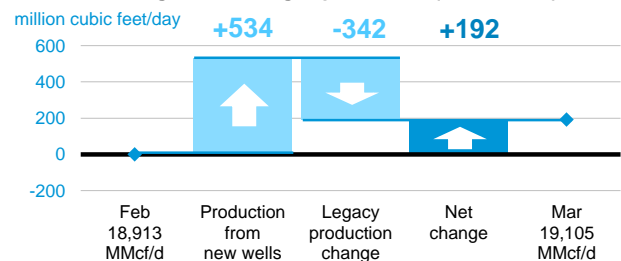 million cubic feet/day
+534 -342 +192
600
400
200
0
-200
Feb
18,913
MMcf/d
Production
from
new wells
Legacy
production
change
Net
change
Mar
19,105
MMcf/d